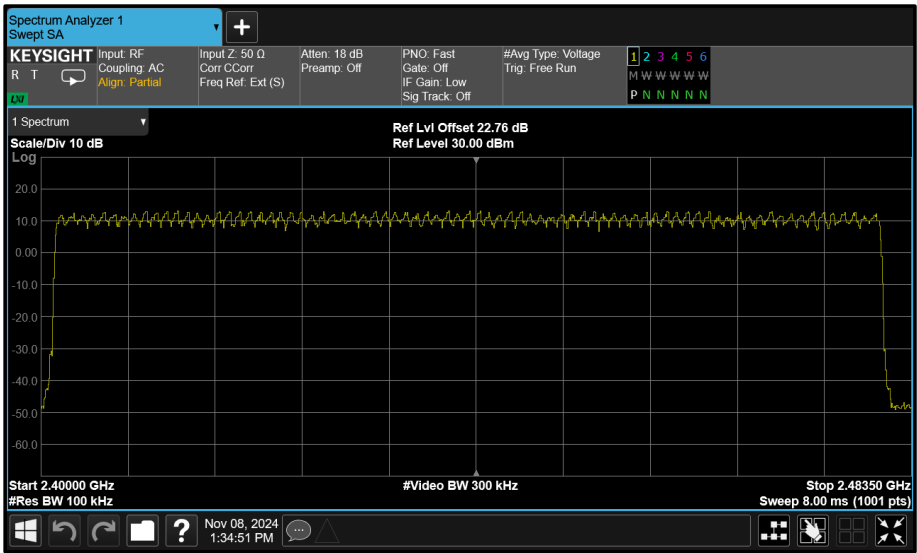 Spectrum Analyzer 1
Swept SA
+
KEYSIGHT
R T
LXI
Input: RF
Coupling: AC
Align: Partial
Input Z: 50 Ω
Corr CCorr
Freq Ref: Ext (S)
Atten: 18 dB
Preamp: Off
PNO: Fast
Gate: Off
IF Gain: Low
Sig Track: Off
#Avg Type: Voltage
Trig: Free Run
1 2 3 4 5 6
M W W W W W
P N N N N N
1 Spectrum
Scale/Div 10 dB
Ref Lvl Offset 22.76 dB
Ref Level 30.00 dBm
Log
20.0
10.0
0.00
-10.0
-20.0
-30.0
-40.0
-50.0
-60.0
Start 2.40000 GHz
#Res BW 100 kHz
#Video BW 300 kHz
Stop 2.48350 GHz
Sweep 8.00 ms (1001 pts)
?
Nov 08, 2024
1:34:51 PM